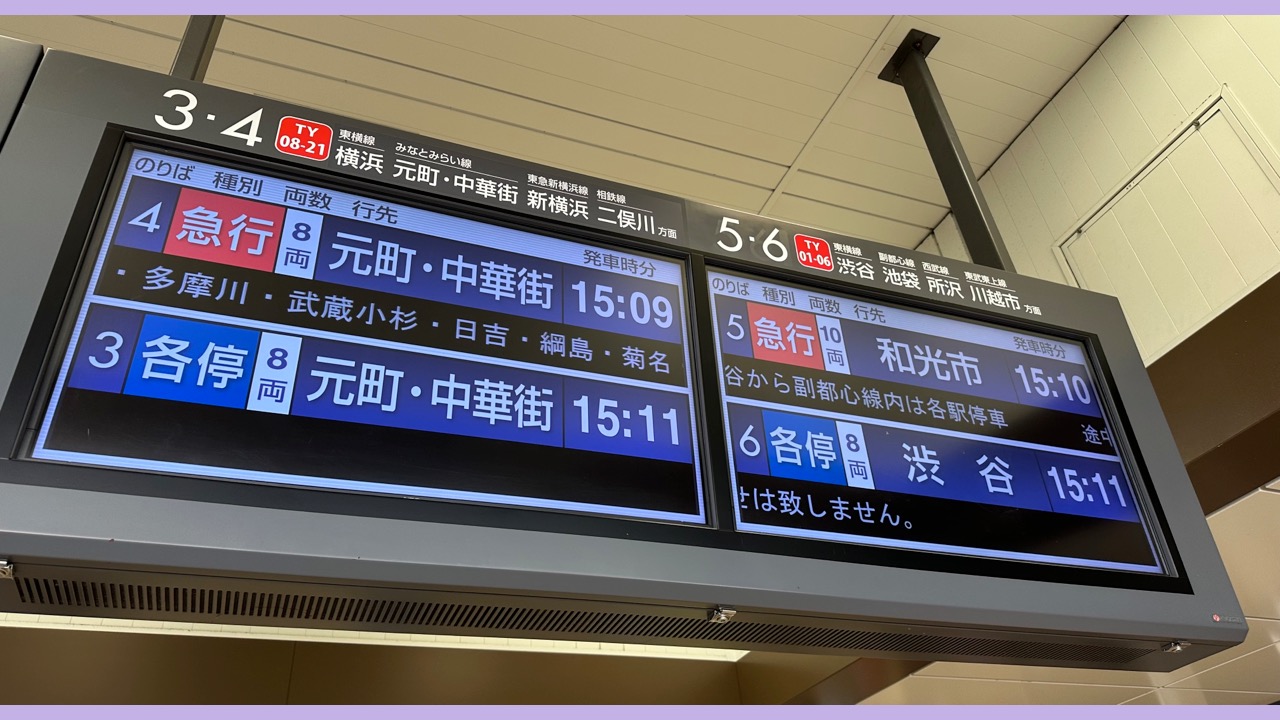 3・4 TY 08-21 東横線 横浜 みなとみらい線 元町・中華街 東急新横浜線 新横浜 相鉄線 二俣川 方面
のりば 種別 両数 行先 発車時分
4 急行 8両 元町・中華街 15:09
・多摩川・武蔵小杉・日吉・綱島・菊名
3 各停 8両 元町・中華街 15:11
5・6 TY 01-06 東横線 渋谷 副都心線 池袋 西武線 所沢 東武東上線 川越市 方面
のりば 種別 両数 行先 発車時分
5 急行 10両 和光市 15:10
谷から副都心線内は各駅停車 途中
6 各停 8両 渋谷 15:11
せは致しません。